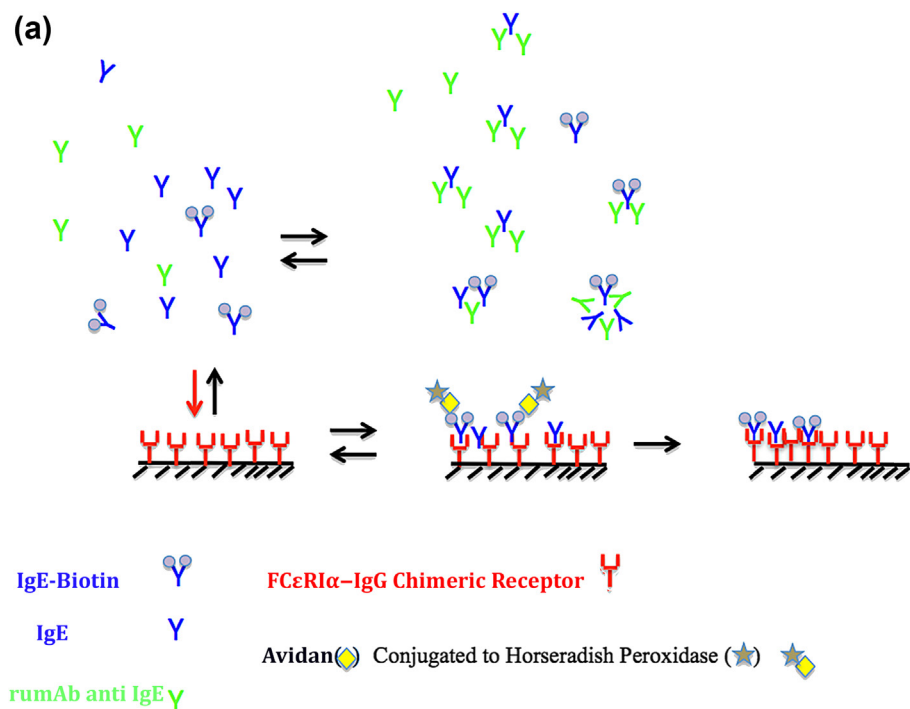 (a)
IgE-Biotin
FCεRIα−IgG Chimeric Receptor
IgE
Avidan( ) Conjugated to Horseradish Peroxidase ( )
rumAb anti IgE